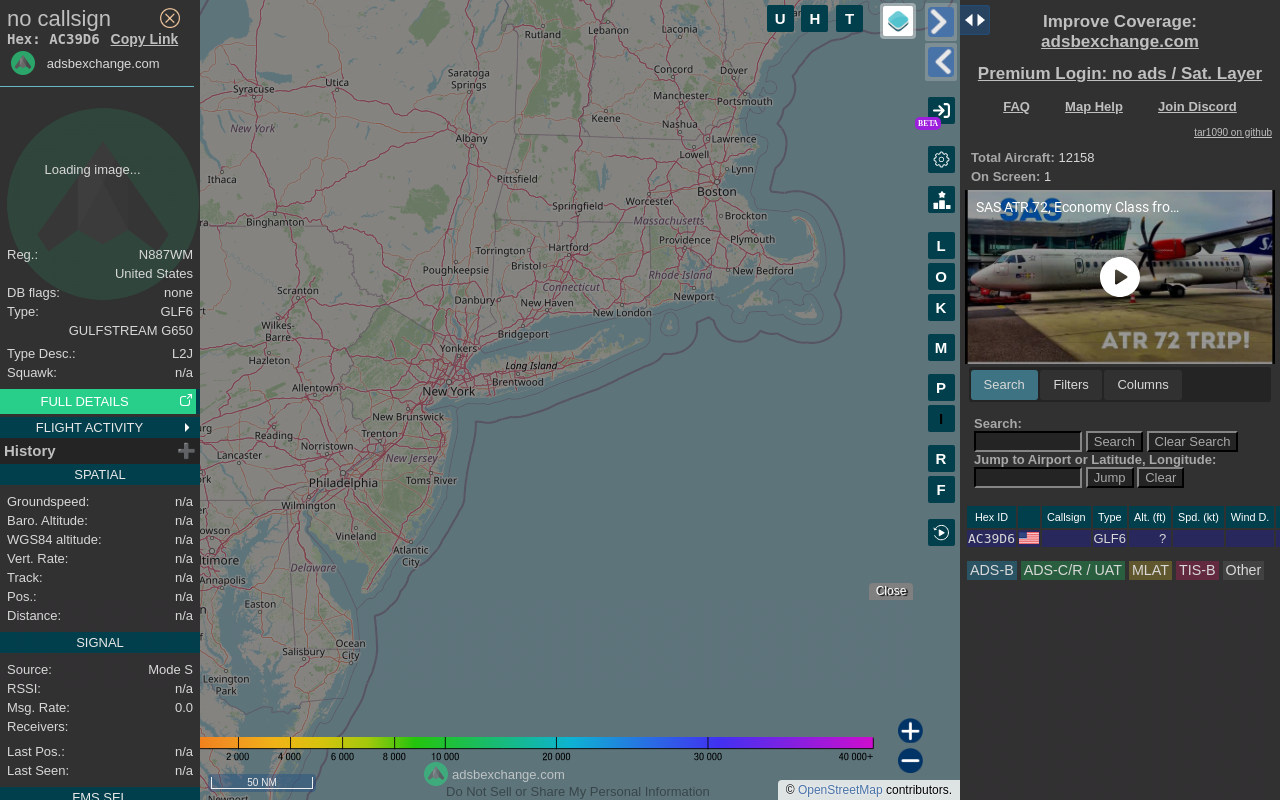 no callsign
Hex: AC39D6 Copy Link
adsbexchange.com
Loading image...
Reg.: N887WM
United States
DB flags: none
Type: GLF6
GULFSTREAM G650
Type Desc.: L2J
Squawk: n/a
FULL DETAILS
FLIGHT ACTIVITY
History
SPATIAL
Groundspeed: n/a
Baro. Altitude: n/a
WGS84 altitude: n/a
Vert. Rate: n/a
Track: n/a
Pos.: n/a
Distance: n/a
SIGNAL
Source: Mode S
RSSI: n/a
Msg. Rate: 0.0
Receivers:
Last Pos.: n/a
Last Seen: n/a
FMS SEL
U H T
Rutland
Lebanon
Laconia
Concord
Dover
Saratoga
Springs
Utica
Syracuse
Manchester
Portsmouth
Keene
Nashua
New York
Albany
Lawrence
Lowell
Lynn
Ithaca
Pittsfield
Boston
Worcester
Springfield
Massachusetts
Brockton
Binghamton
Hartford
Providence
Plymouth
Torrington
Bristol
Poughkeepsie
New Bedford
Rhode Island
Connecticut
Scranton
Danbury
New Haven
Newport
New London
Wilkes-
Barre
Bridgeport
Yonkers
Hazleton
Long Island
Brentwood
Allentown
New York
New Brunswick
Reading
Trenton
Norristown
Lancaster
New Jersey
Philadelphia
Toms River
Wilmington
Vineland
Atlantic
City
Delaware
Annapolis
Easton
Ocean
City
Salisbury
Lexington
Park
BETA
L
O
K
M
P
I
R
F
Close
2 000 4 000 6 000 8 000 10 000 20 000 30 000 40 000+
50 NM
adsbexchange.com
Do Not Sell or Share My Personal Information
© OpenStreetMap contributors.
Improve Coverage:
adsbexchange.com
Premium Login: no ads / Sat. Layer
FAQ Map Help Join Discord
tar1090 on github
Total Aircraft: 12158
On Screen: 1
SAS ATR 72, Economy Class fro...
SAS
ATR 72 TRIP!
Search Filters Columns
Search:
Search Clear Search
Jump to Airport or Latitude, Longitude:
Jump Clear
Hex ID Callsign Type Alt. (ft) Spd. (kt) Wind D.
AC39D6 GLF6 ?
ADS-B ADS-C/R / UAT MLAT TIS-B Other